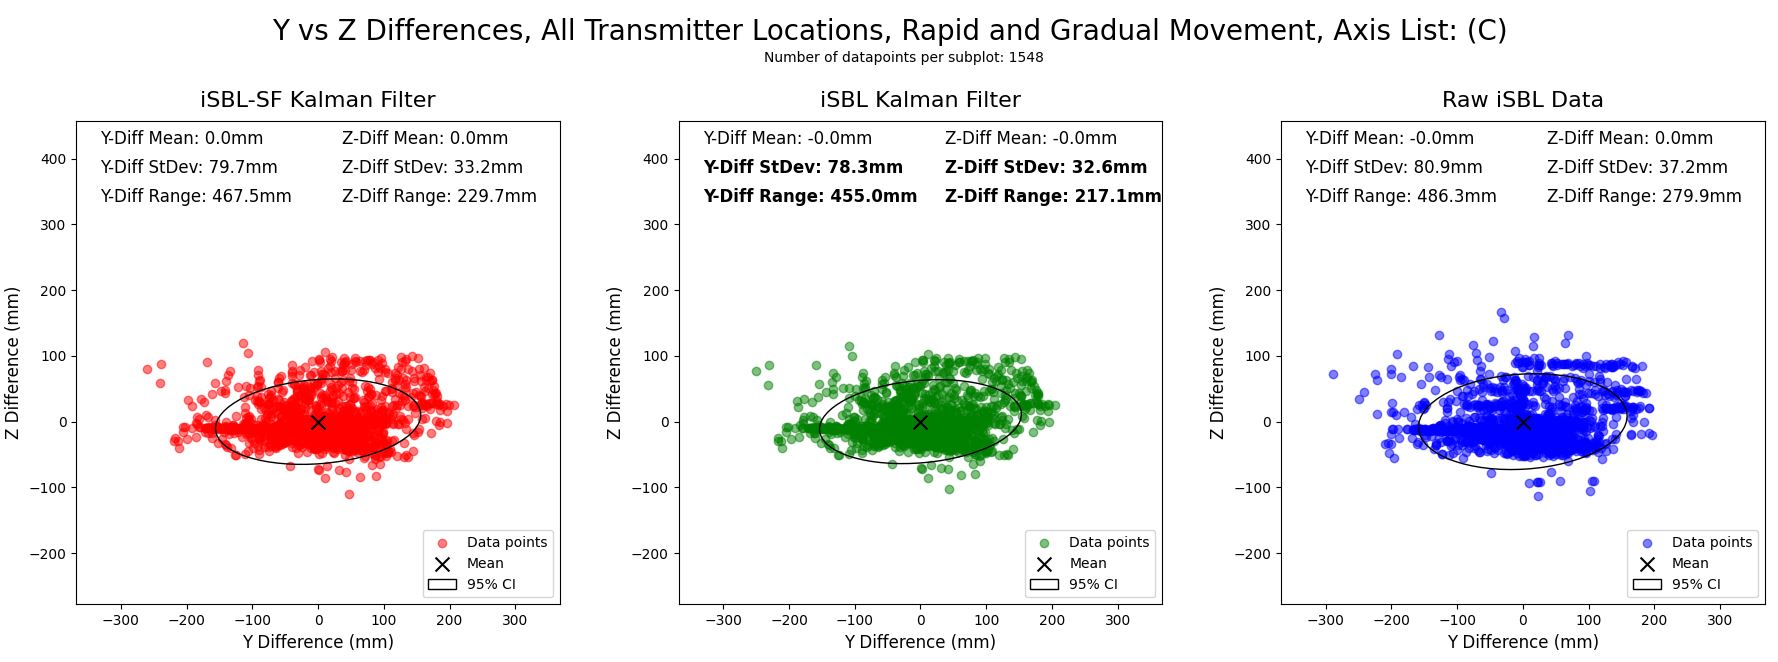 Y vs Z Differences, All Transmitter Locations, Rapid and Gradual Movement, Axis List: (C)
Number of datapoints per subplot: 1548
iSBL-SF Kalman Filter
Y-Diff Mean: 0.0mm Z-Diff Mean: 0.0mm
Y-Diff StDev: 79.7mm Z-Diff StDev: 33.2mm
Y-Diff Range: 467.5mm Z-Diff Range: 229.7mm
400
300
200
100
0
−100
−200
Z Difference (mm)
Data points
Mean
95% CI
−300 −200 −100 0 100 200 300
Y Difference (mm)
iSBL Kalman Filter
Y-Diff Mean: -0.0mm Z-Diff Mean: -0.0mm
Y-Diff StDev: 78.3mm Z-Diff StDev: 32.6mm
Y-Diff Range: 455.0mm Z-Diff Range: 217.1mm
400
300
200
100
0
−100
−200
Z Difference (mm)
Data points
Mean
95% CI
−300 −200 −100 0 100 200 300
Y Difference (mm)
Raw iSBL Data
Y-Diff Mean: -0.0mm Z-Diff Mean: 0.0mm
Y-Diff StDev: 80.9mm Z-Diff StDev: 37.2mm
Y-Diff Range: 486.3mm Z-Diff Range: 279.9mm
400
300
200
100
0
−100
−200
Z Difference (mm)
Data points
Mean
95% CI
−300 −200 −100 0 100 200 300
Y Difference (mm)